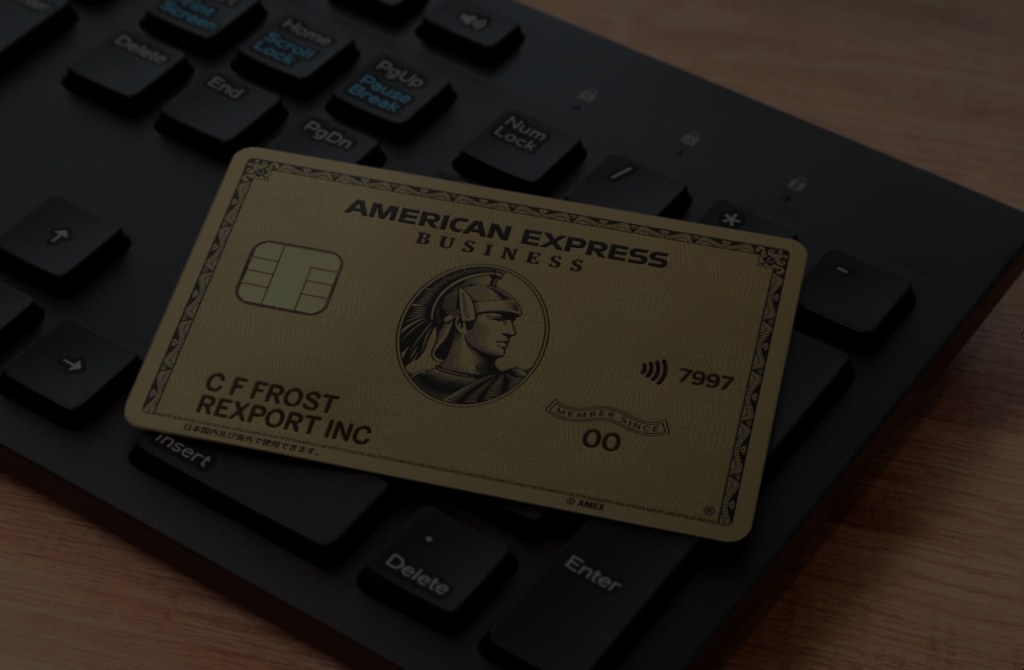 Delete
Home
Scroll
Lock
PgUp
Pause
Break
End
PgDn
Num
Lock
/
*
-
AMERICAN EXPRESS
BUSINESS
7997
MEMBER SINCE
00
C F FROST
REXPORT INC
日本国内及び海外で使用できます。
© AMEX
®
Insert
Delete
Enter